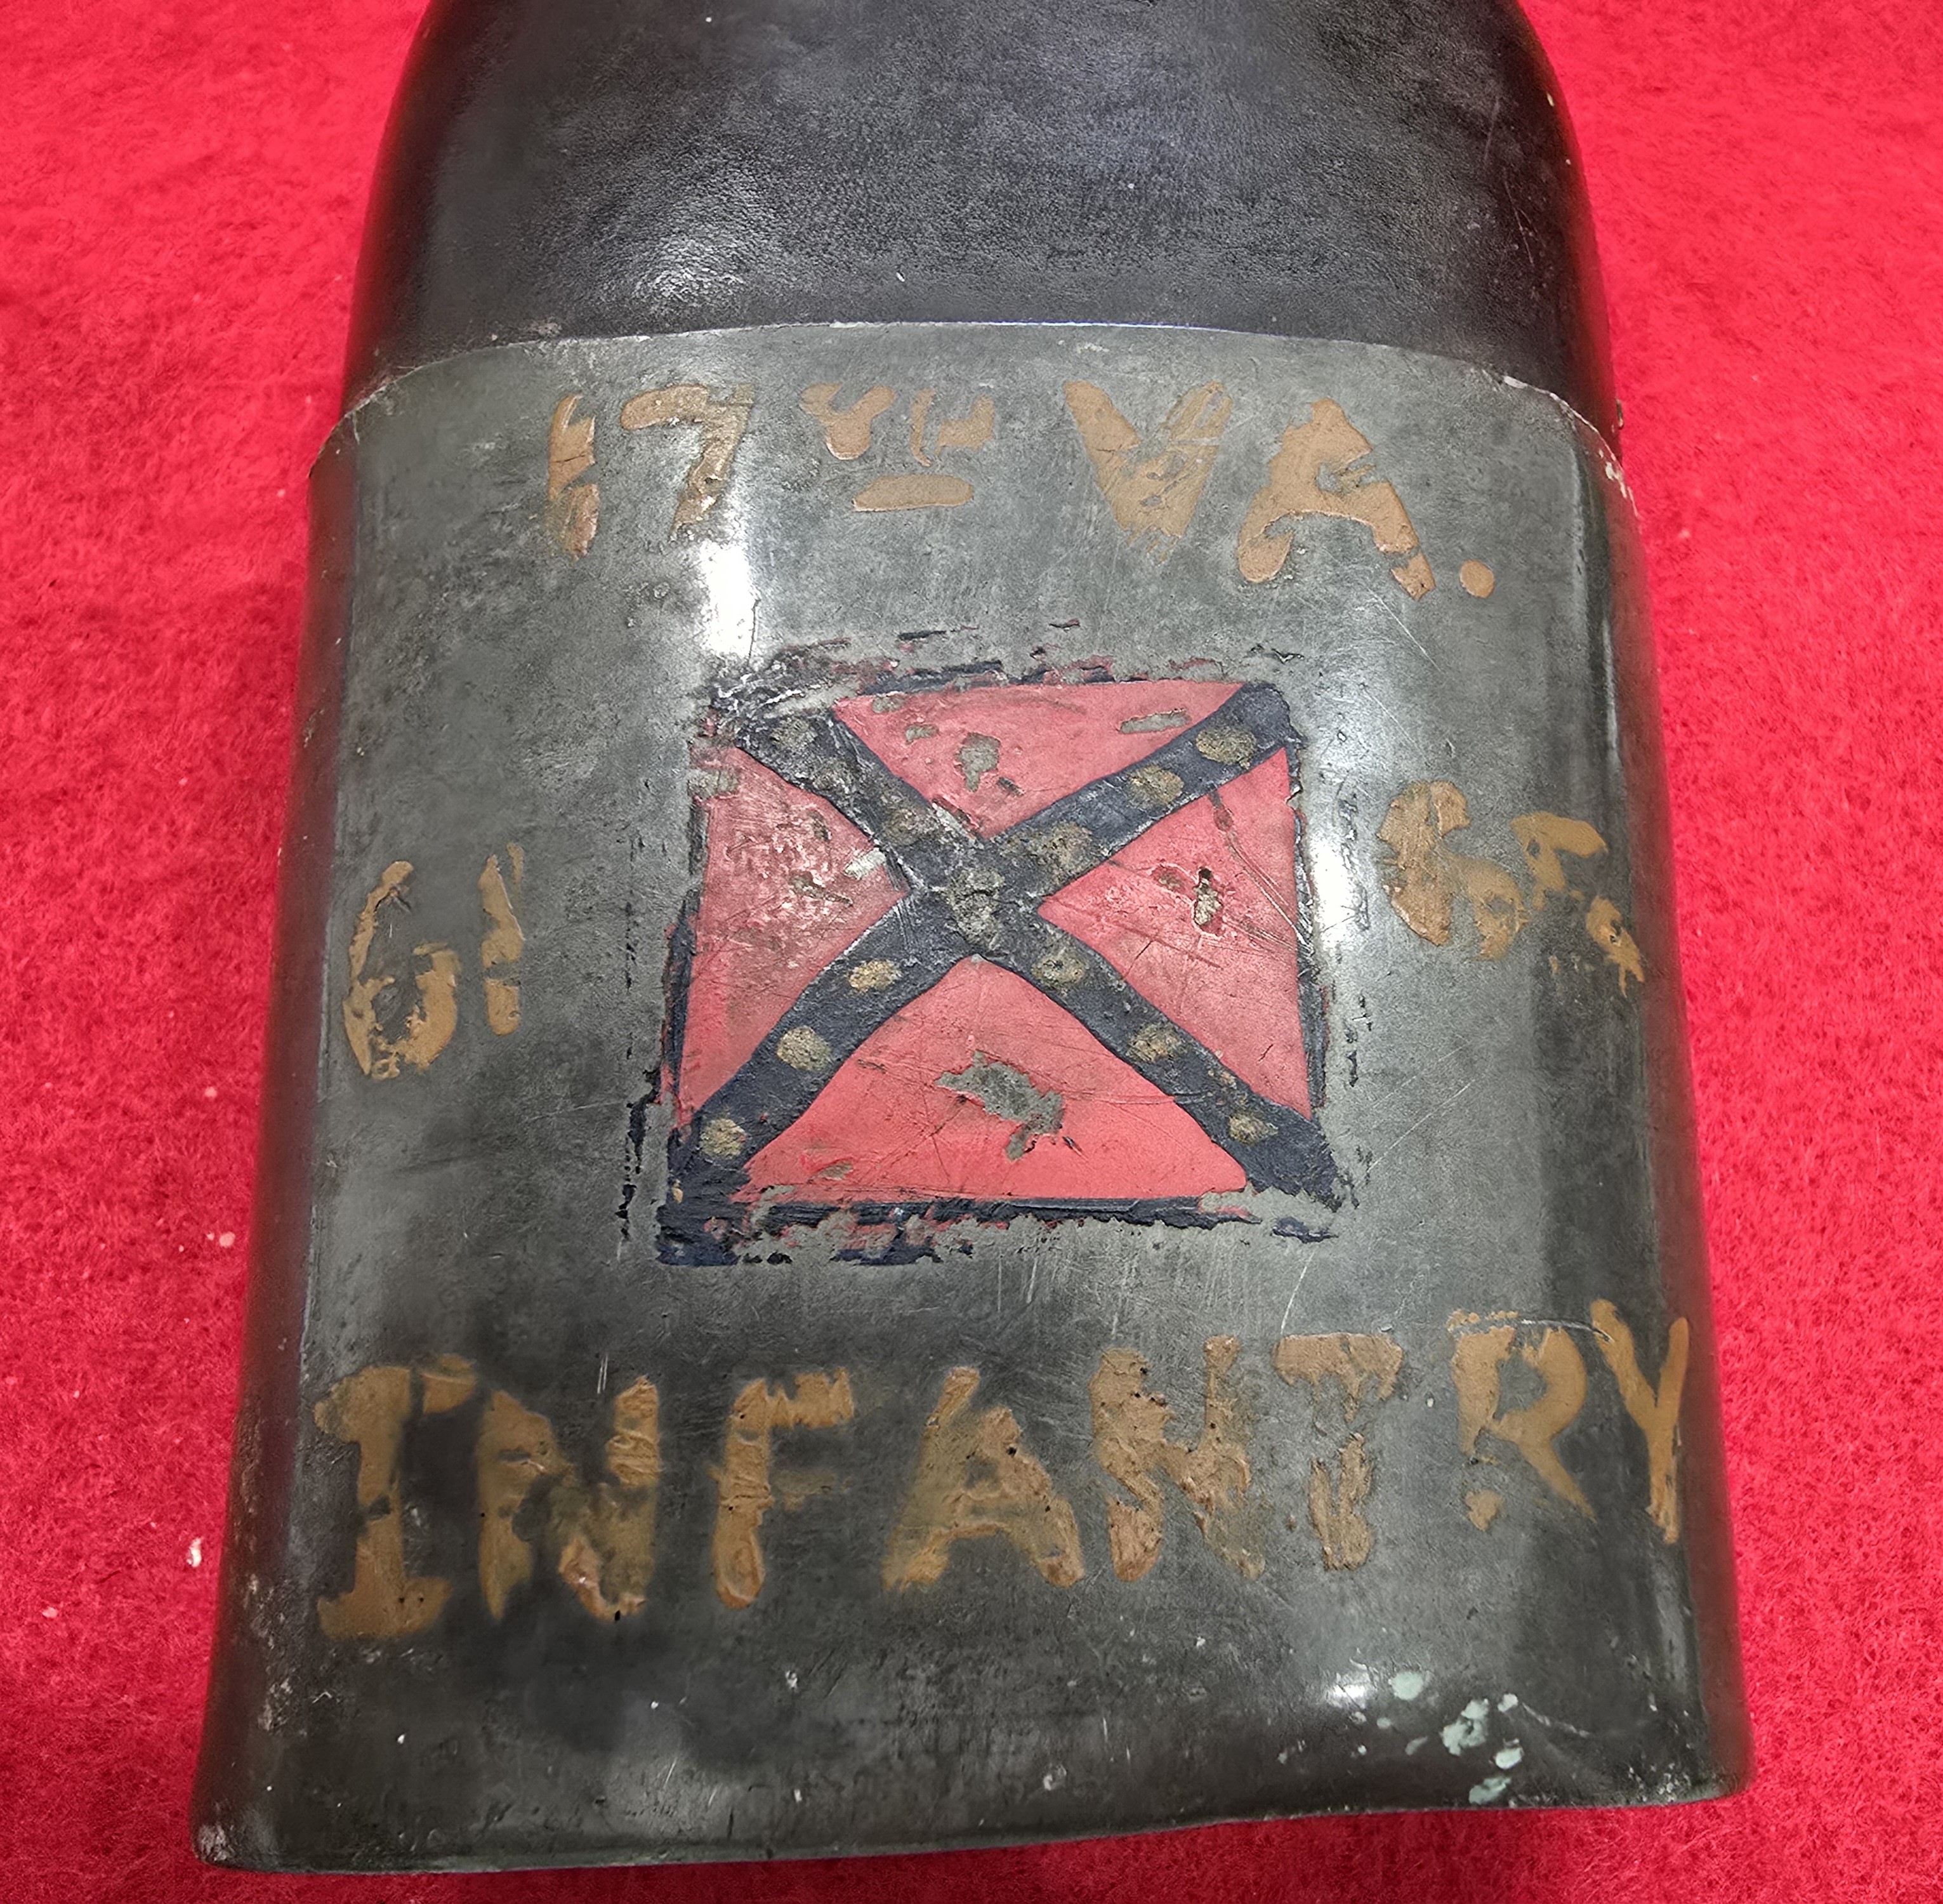 17TH VA.
61 65
INFANTRY